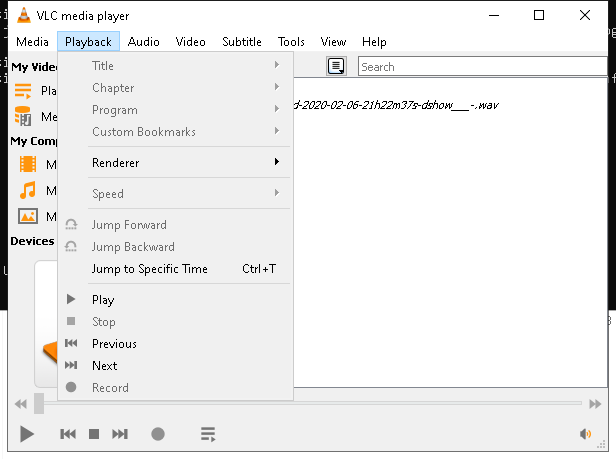 VLC media player
Media Playback Audio Video Subtitle Tools View Help
My Vide
Search
Title
Chapter
Program
Custom Bookmarks
Renderer
Speed
Jump Forward
Jump Backward
Jump to Specific Time Ctrl+T
Play
Stop
Previous
Next
Record
Pla
Me
d-2020-02-06-21h22m37s-dshow___-.wav
My Comp
M
M
M
Devices